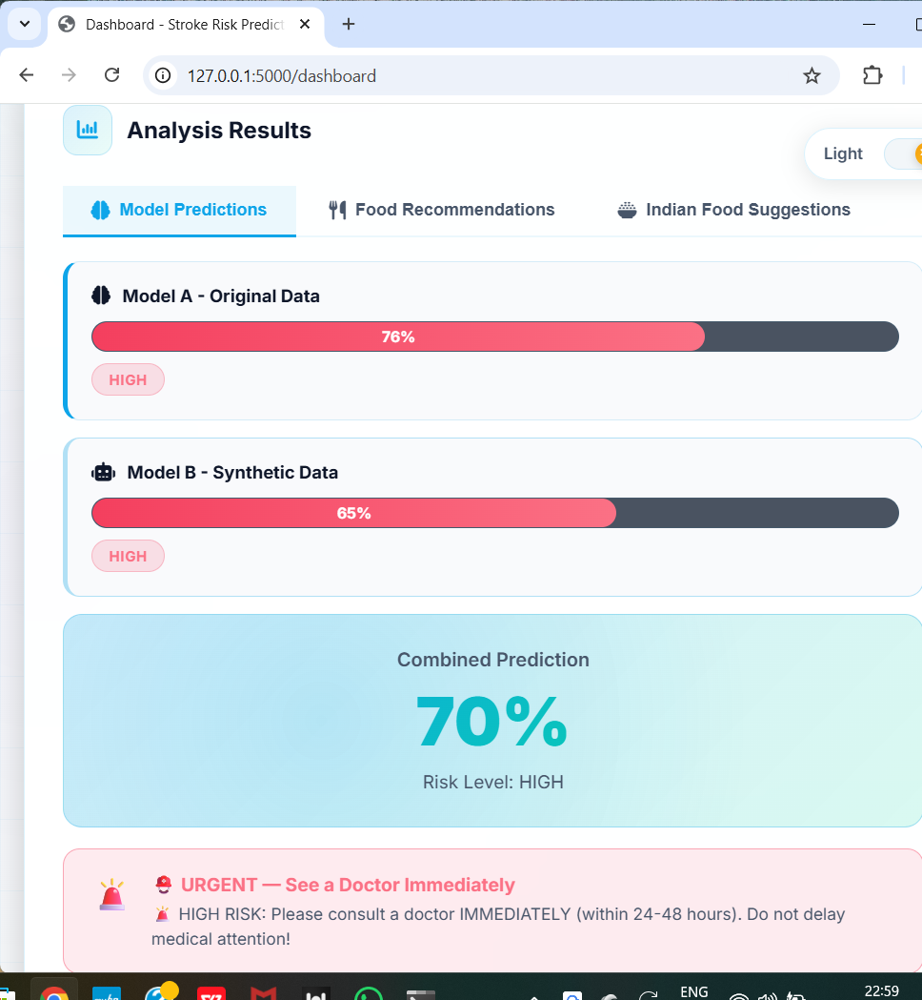 Dashboard - Stroke Risk Predict
127.0.0.1:5000/dashboard
Analysis Results
Light
Model Predictions
Food Recommendations
Indian Food Suggestions
Model A - Original Data
76%
HIGH
Model B - Synthetic Data
65%
HIGH
Combined Prediction
70%
Risk Level: HIGH
URGENT — See a Doctor Immediately
HIGH RISK: Please consult a doctor IMMEDIATELY (within 24-48 hours). Do not delay
medical attention!
ENG
22:59